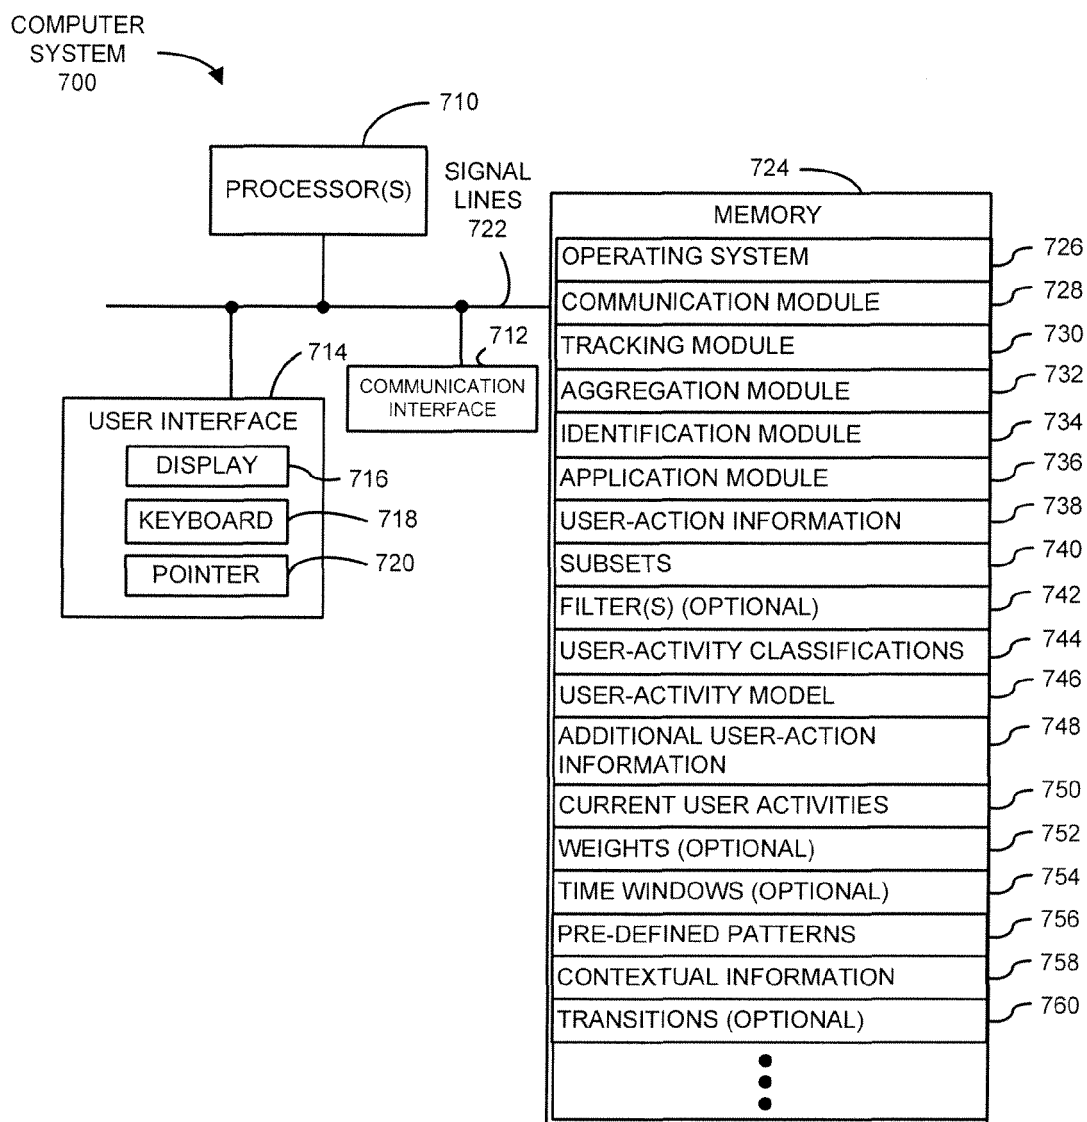 COMPUTER
SYSTEM
700
710
PROCESSOR(S)
SIGNAL
LINES
722
724
MEMORY
OPERATING SYSTEM
726
COMMUNICATION MODULE
728
TRACKING MODULE
730
AGGREGATION MODULE
732
IDENTIFICATION MODULE
734
APPLICATION MODULE
736
USER-ACTION INFORMATION
738
SUBSETS
740
FILTER(S) (OPTIONAL)
742
USER-ACTIVITY CLASSIFICATIONS
744
USER-ACTIVITY MODEL
746
ADDITIONAL USER-ACTION
INFORMATION
748
CURRENT USER ACTIVITIES
750
WEIGHTS (OPTIONAL)
752
TIME WINDOWS (OPTIONAL)
754
PRE-DEFINED PATTERNS
756
CONTEXTUAL INFORMATION
758
TRANSITIONS (OPTIONAL)
760
712
COMMUNICATION
INTERFACE
714
USER INTERFACE
DISPLAY
716
KEYBOARD
718
POINTER
720